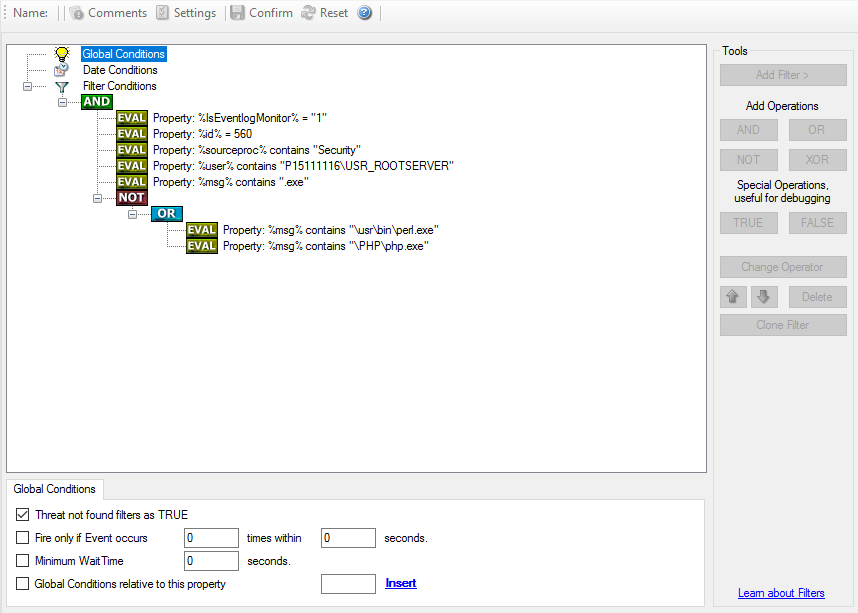 Name: Comments Settings Confirm Reset ?
Global Conditions
Date Conditions
Filter Conditions
AND
EVAL Property: %IsEventlogMonitor% = "1"
EVAL Property: %id% = 560
EVAL Property: %sourceproc% contains "Security"
EVAL Property: %user% contains "P15111116\USR_ROOTSERVER"
EVAL Property: %msg% contains ".exe"
NOT
OR
EVAL Property: %msg% contains "\usr\bin\perl.exe"
EVAL Property: %msg% contains "\PHP\php.exe"
Tools
Add Filter >
Add Operations
AND OR
NOT XOR
Special Operations,
useful for debugging
TRUE FALSE
Change Operator
Delete
Clone Filter
Learn about Filters
Global Conditions
Threat not found filters as TRUE
Fire only if Event occurs 0 times within 0 seconds.
Minimum WaitTime 0 seconds.
Global Conditions relative to this property Insert